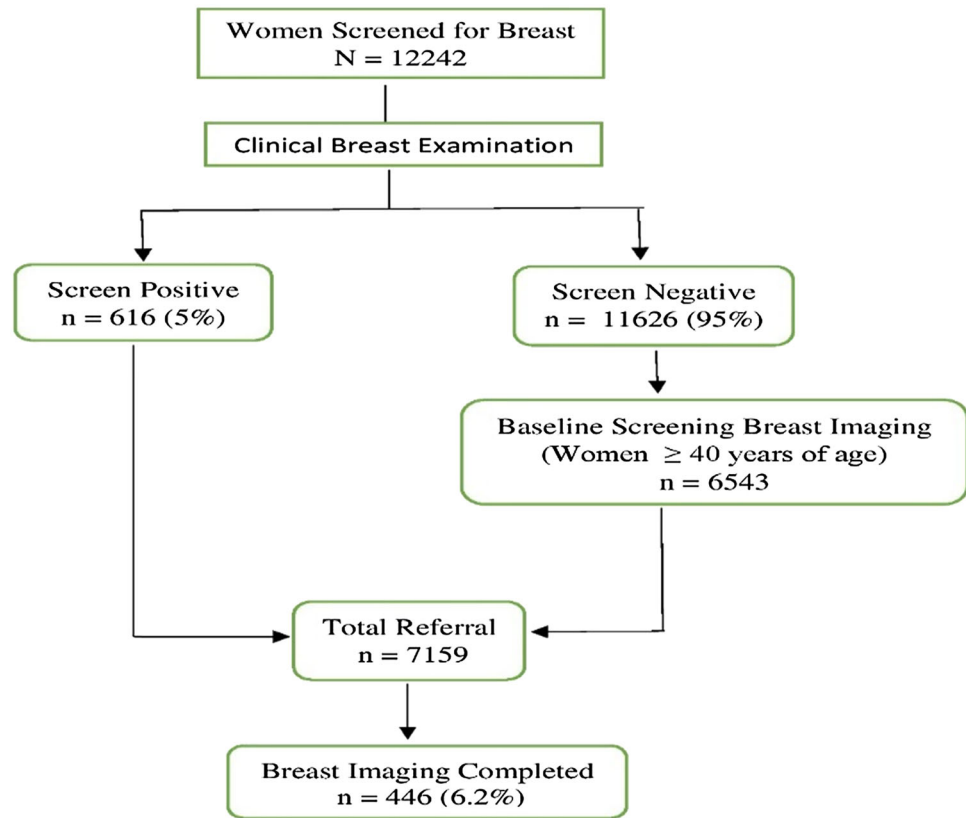 Women Screened for Breast
N = 12242
Clinical Breast Examination
Screen Positive
n = 616 (5%)
Screen Negative
n = 11626 (95%)
Baseline Screening Breast Imaging
(Women ≥ 40 years of age)
n = 6543
Total Referral
n = 7159
Breast Imaging Completed
n = 446 (6.2%)